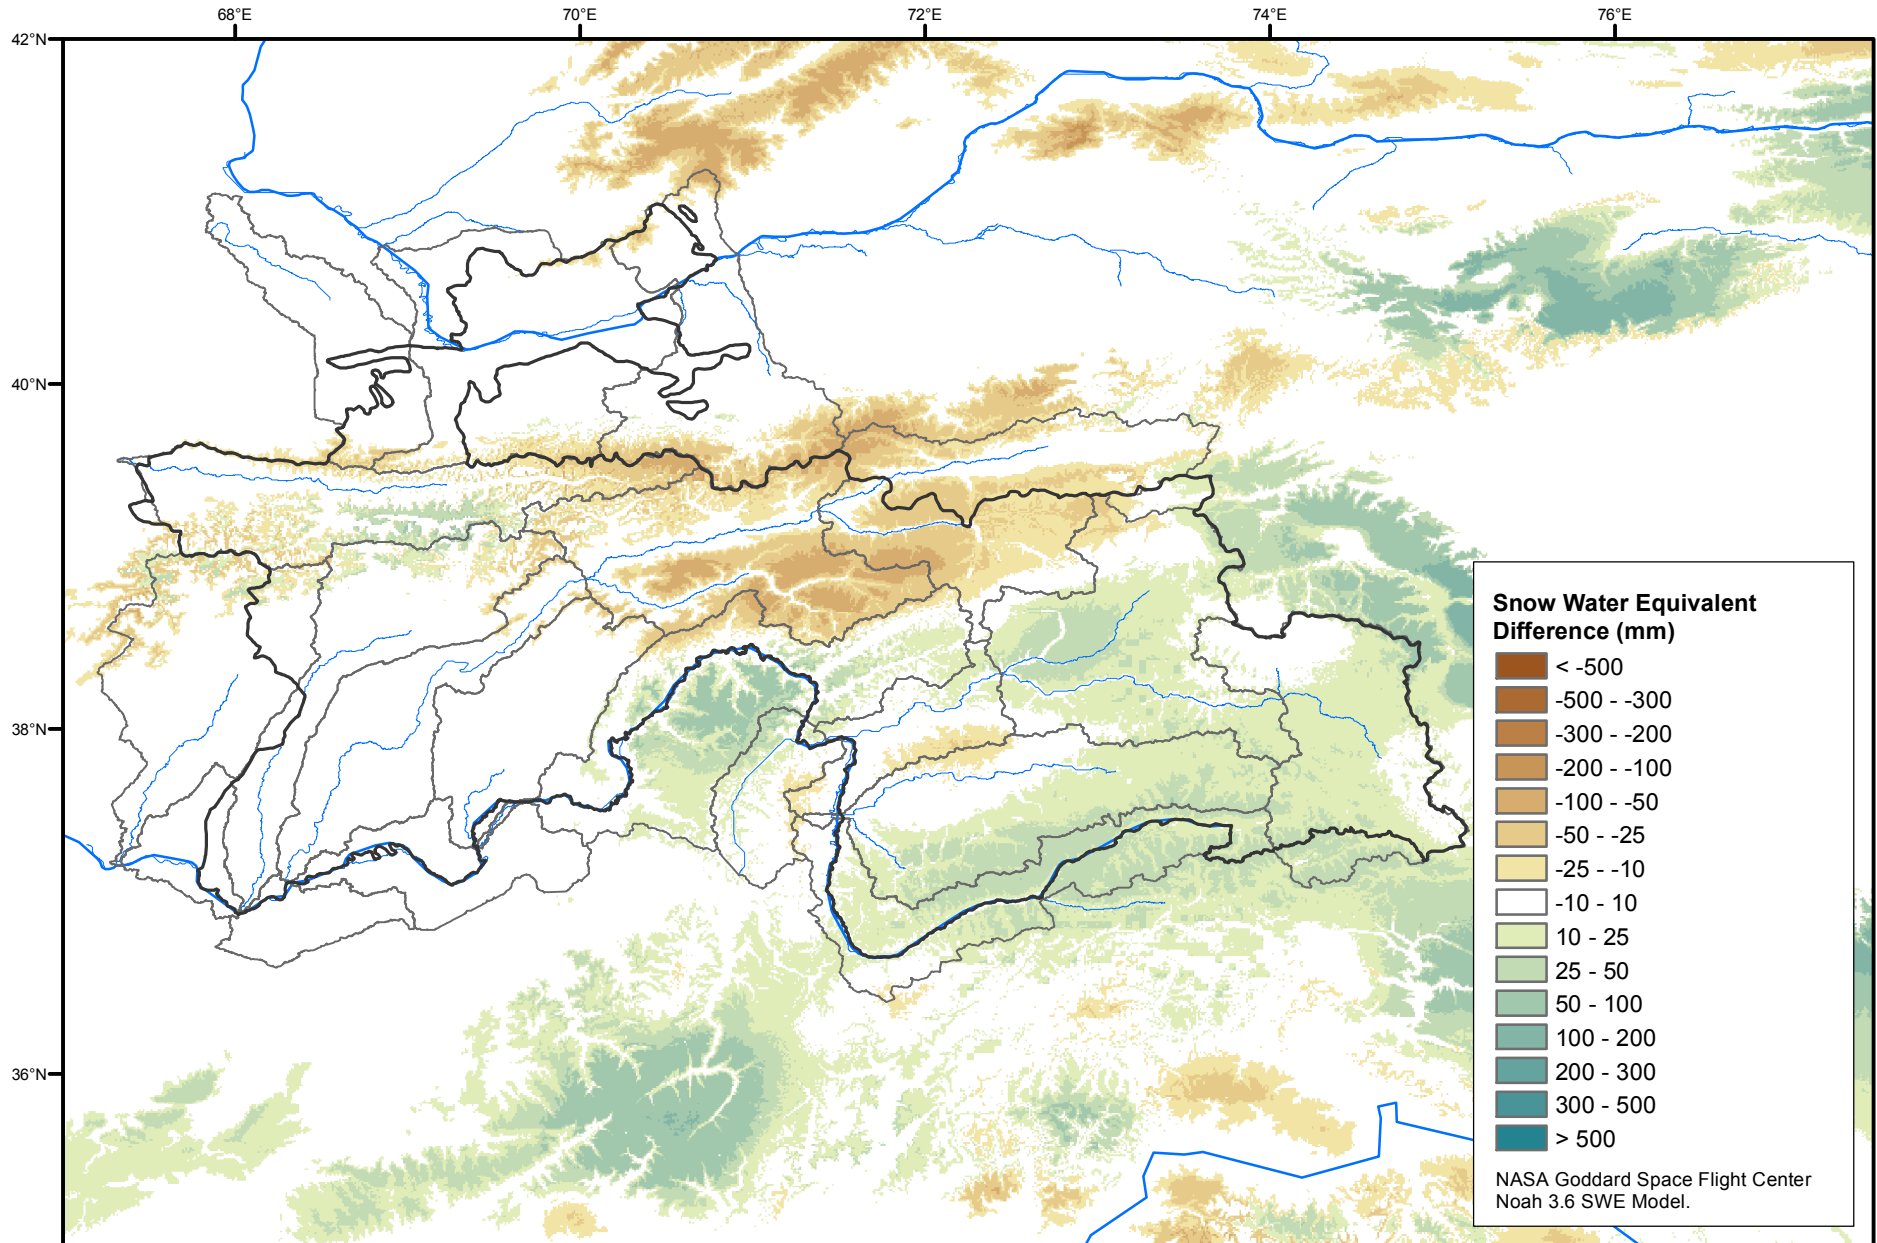 68°E
70°E
72°E
74°E
76°E
42°N
40°N
38°N
36°N
Snow Water Equivalent
Difference (mm)
< -500
-500 - -300
-300 - -200
-200 - -100
-100 - -50
-50 - -25
-25 - -10
-10 - 10
10 - 25
25 - 50
50 - 100
100 - 200
200 - 300
300 - 500
> 500
NASA Goddard Space Flight Center
Noah 3.6 SWE Model.